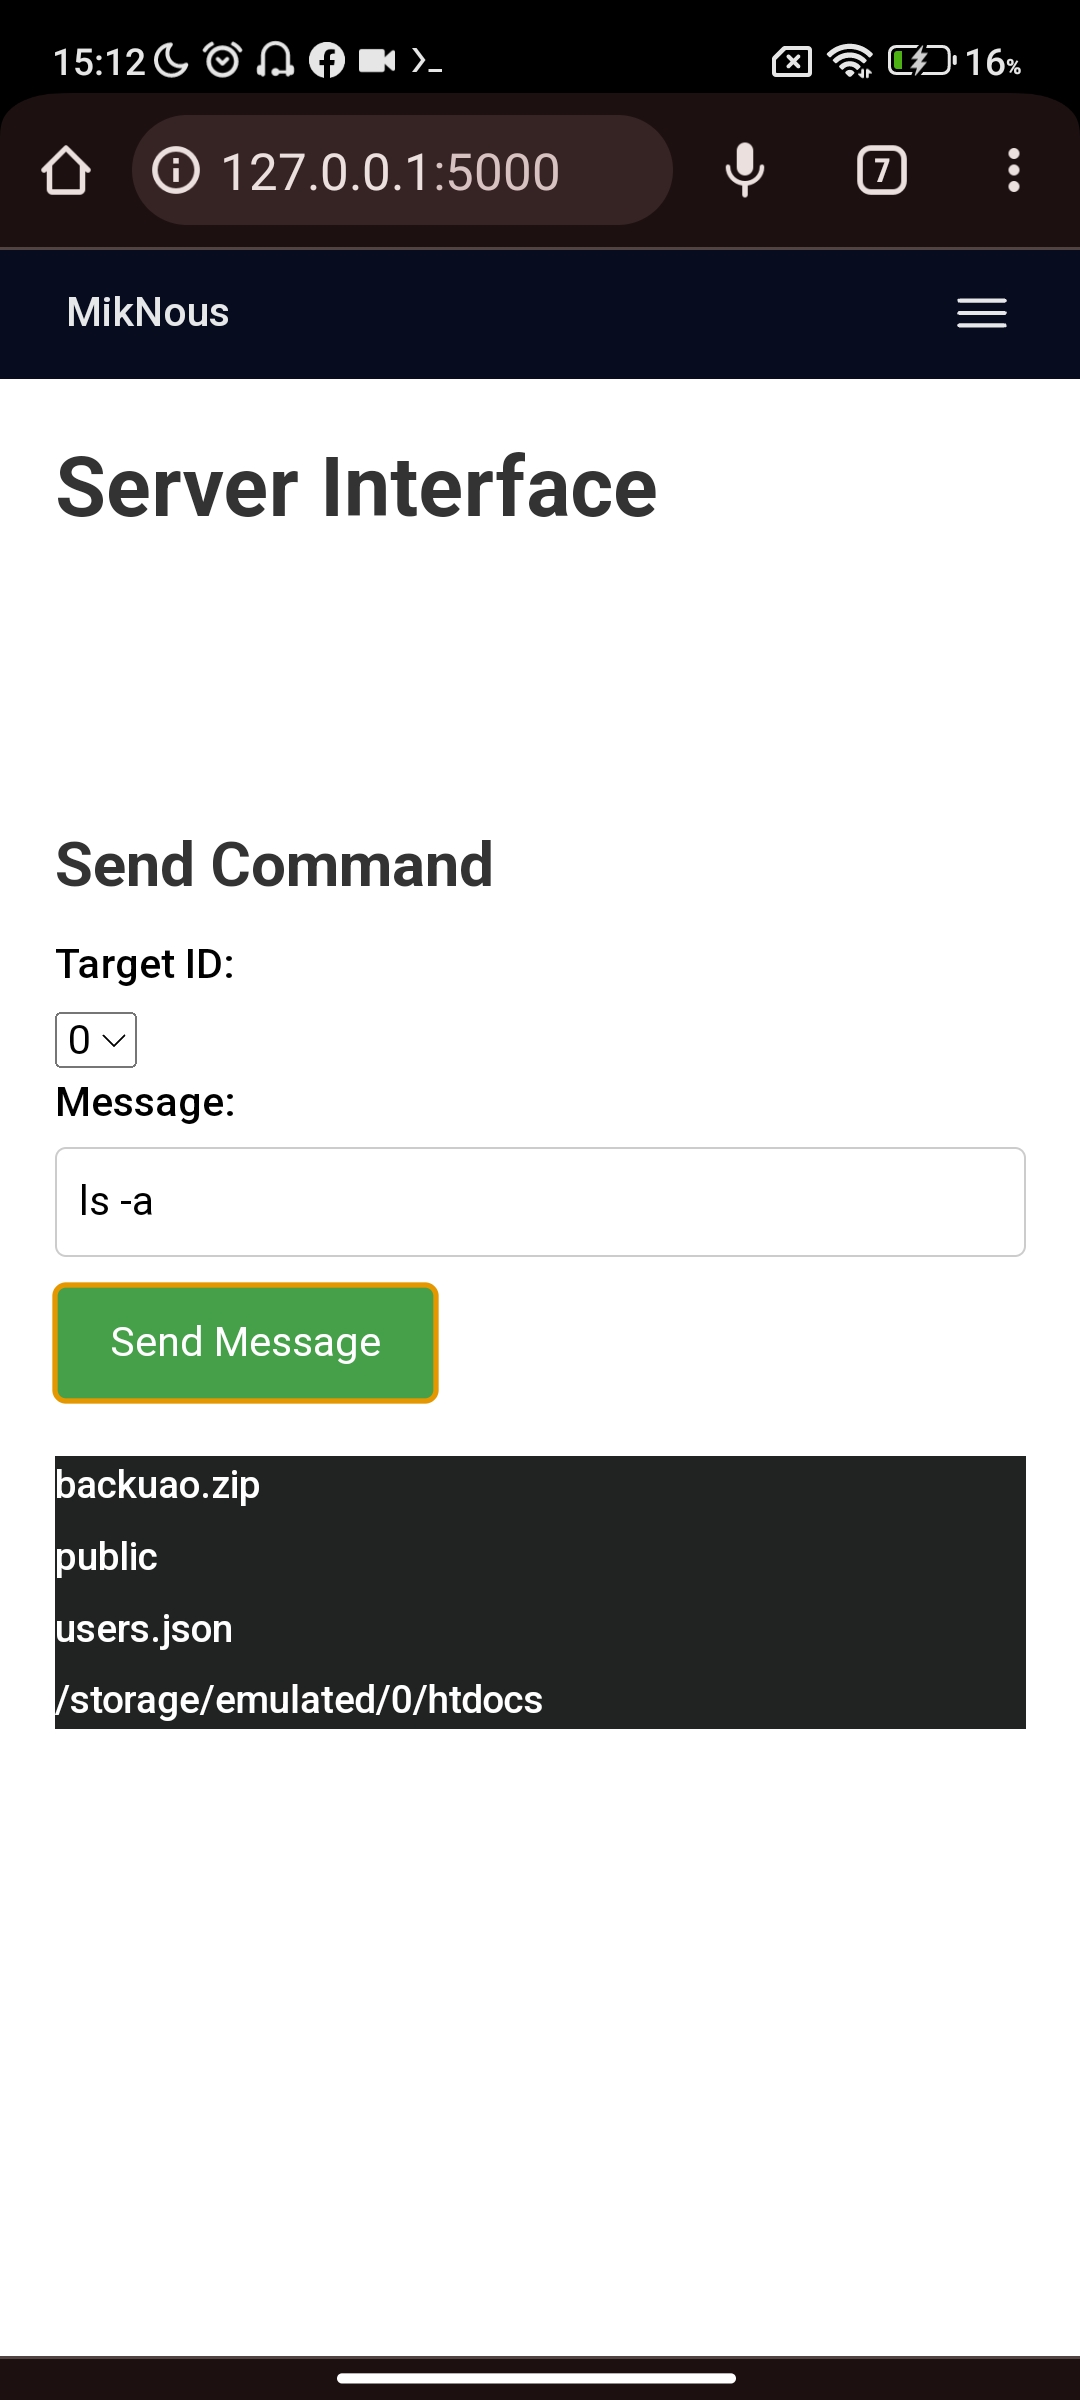 15:12 16%
127.0.0.1:5000 7
MikNous
Server Interface
Send Command
Target ID:
0
Message:
ls -a
Send Message
backuao.zip
public
users.json
/storage/emulated/0/htdocs